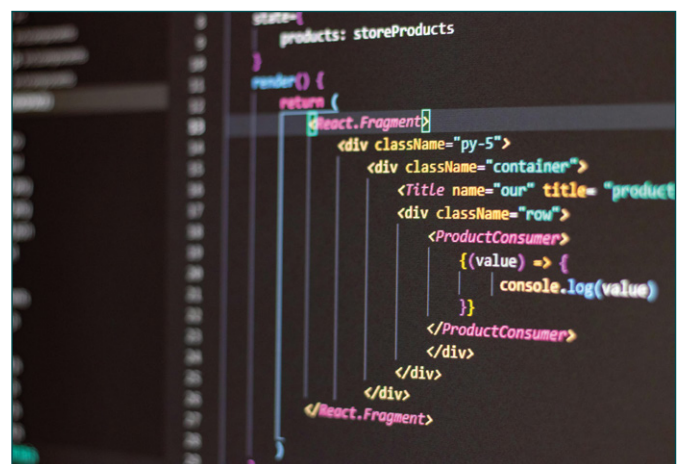 state={
products: storeProducts
}
render() {
return (
<React.Fragment>
<div className="py-5">
<div className="container">
<Title name="our" title= "product
<div className="row">
<ProductConsumer>
{(value) => {
console.log(value)
}}
</ProductConsumer>
</div>
</div>
</div>
</React.Fragment>
)
}